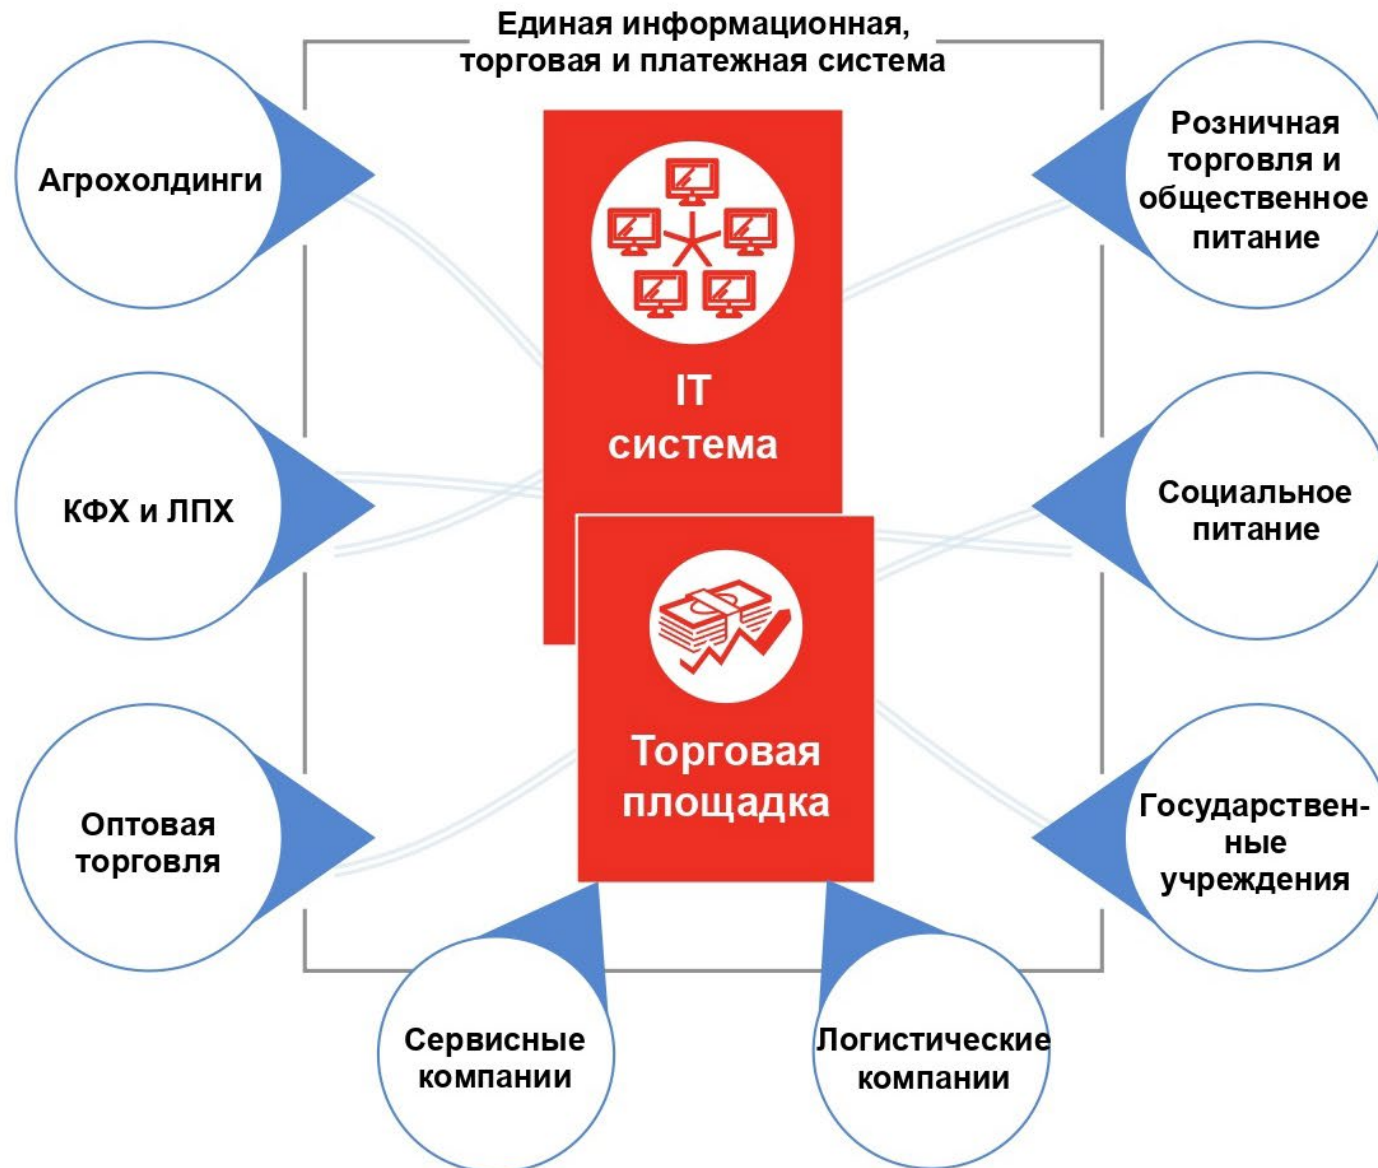 Единая информационная,
торговая и платежная система
Агрохолдинги
Розничная
торговля и
общественное
питание
IT
система
КФХ и ЛПХ
Социальное
питание
Торговая
площадка
Оптовая
торговля
Государствен-
ные
учреждения
Сервисные
компании
Логистические
компании